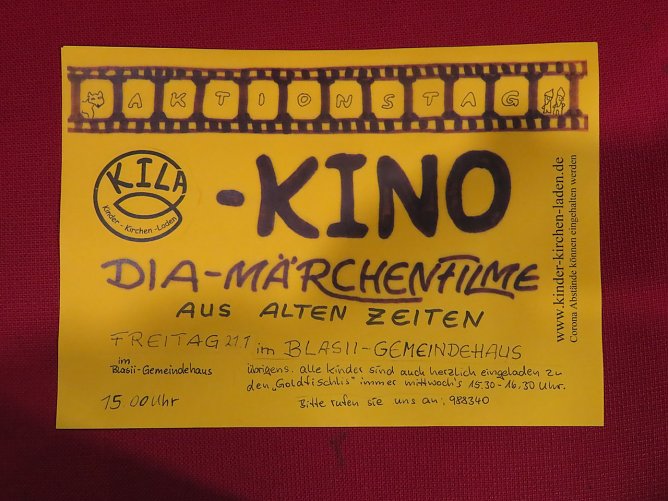 AKTIONSTAG
KILA
Kinder - Kirchen - Laden
-KINO
DIA-MÄRCHENFILME
AUS ALTEN ZEITEN
FREITAG 21.1 im BLASII-GEMEINDEHAUS
im
Blasii-Gemeindehaus
15 00 Uhr
übrigens: alle Kinder sind auch herzlich eingeladen zu
den „Goldfischlis" immer mittwoch's 15.30-16.30 Uhr.
Bitte rufen sie uns an: 988340
www.kinder-kirchen-laden.de
Corona Abstände können eingehalten werden